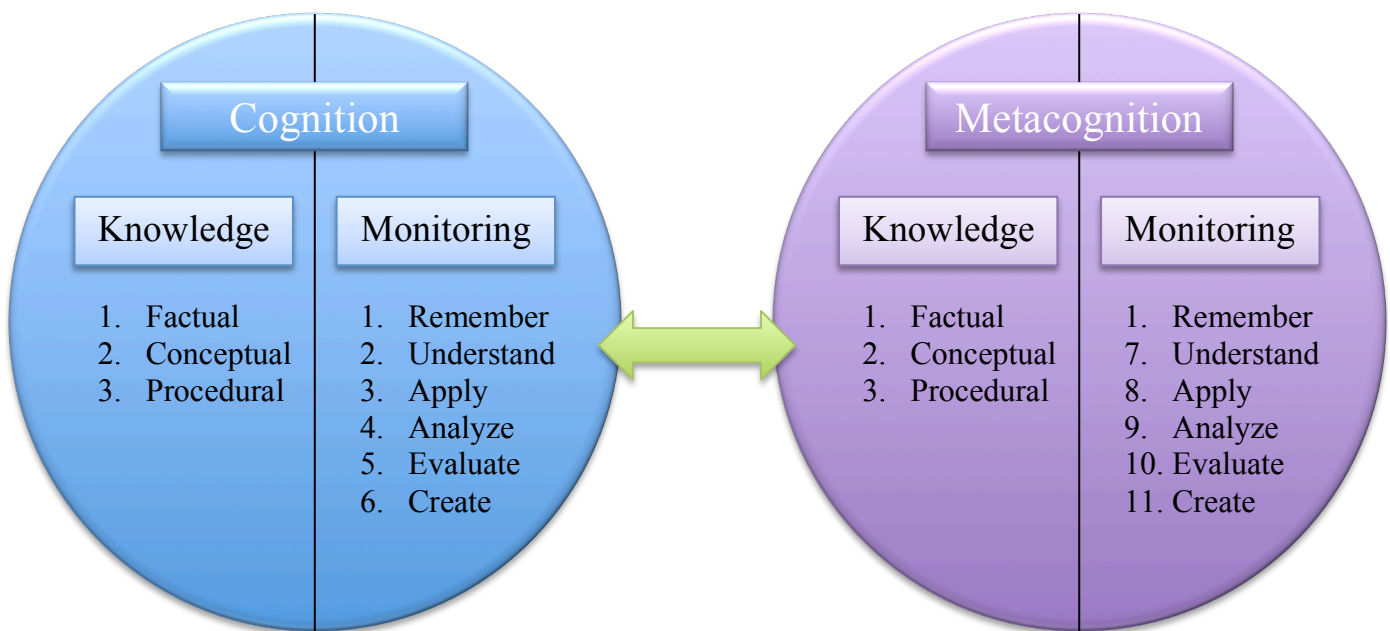 Cognition
Knowledge
1. Factual
2. Conceptual
3. Procedural
Monitoring
1. Remember
2. Understand
3. Apply
4. Analyze
5. Evaluate
6. Create
Metacognition
Knowledge
1. Factual
2. Conceptual
3. Procedural
Monitoring
1. Remember
7. Understand
8. Apply
9. Analyze
10. Evaluate
11. Create